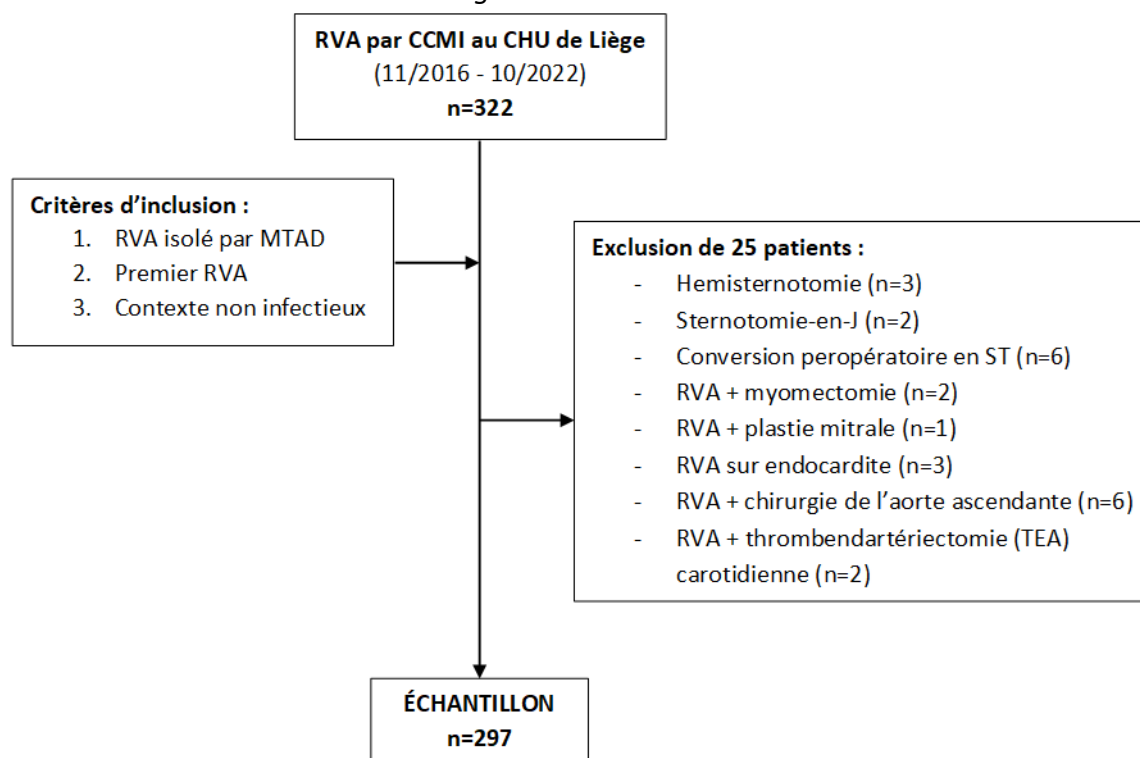 RVA par CCMI au CHU de Liège
(11/2016 - 10/2022)
n=322
Critères d'inclusion :
1. RVA isolé par MTAD
2. Premier RVA
3. Contexte non infectieux
Exclusion de 25 patients :
- Hemisternotomie (n=3)
- Sternotomie-en-J (n=2)
- Conversion peropératoire en ST (n=6)
- RVA + myomectomie (n=2)
- RVA + plastie mitrale (n=1)
- RVA sur endocardite (n=3)
- RVA + chirurgie de l'aorte ascendante (n=6)
- RVA + thrombendartériectomie (TEA)
carotidienne (n=2)
ÉCHANTILLON
n=297